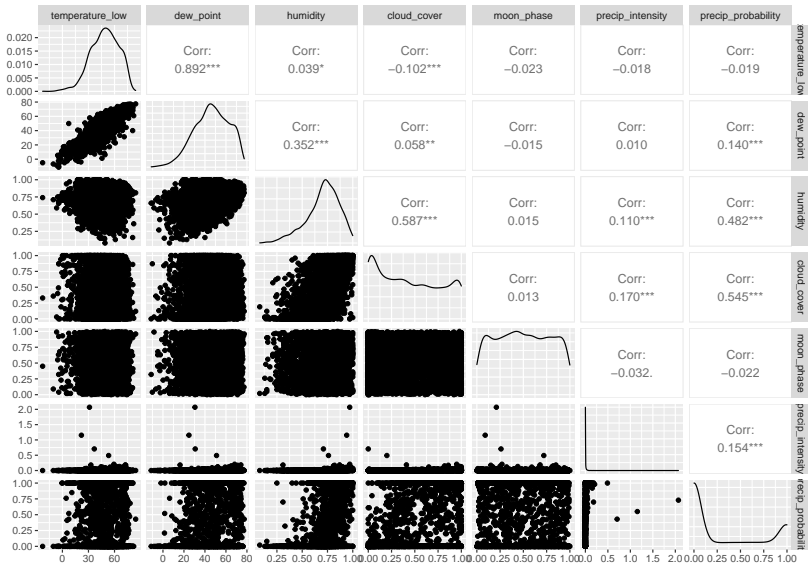 temperature_low dew_point humidity cloud_cover moon_phase precip_intensity precip_probability
0.020
0.015
0.010
0.005
0.000
Corr:
0.892***
Corr:
0.039*
Corr:
−0.102***
Corr:
−0.023
Corr:
−0.018
Corr:
−0.019
emperature_low
80
60
40
20
0
Corr:
0.352***
Corr:
0.058**
Corr:
−0.015
Corr:
0.010
Corr:
0.140***
dew_point
1.00
0.75
0.50
0.25
Corr:
0.587***
Corr:
0.015
Corr:
0.110***
Corr:
0.482***
humidity
1.00
0.75
0.50
0.25
0.00
Corr:
0.013
Corr:
0.170***
Corr:
0.545***
cloud_cover
1.00
0.75
0.50
0.25
0.00
Corr:
−0.032.
Corr:
−0.022
moon_phase
2.0
1.5
1.0
0.5
0.0
Corr:
0.154***
precip_intensity
1.00
0.75
0.50
0.25
0.00
recip_probabilit
0 30 60
0 20 40 60 80
0.25 0.50 0.75 1.00
0.00 0.25 0.50 0.75 1.00
0.00 0.25 0.50 0.75 1.00
0.0 0.5 1.0 1.5 2.0
0.00 0.25 0.50 0.75 1.00